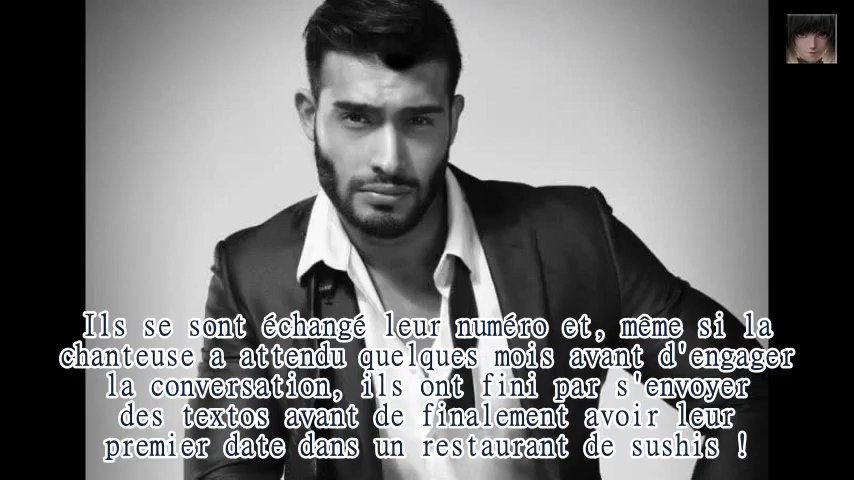 Ils se sont échangé leur numéro et, même si la
chanteuse a attendu quelques mois avant d'engager
la conversation, ils ont fini par s'envoyer
des textos avant de finalement avoir leur
premier date dans un restaurant de sushis !